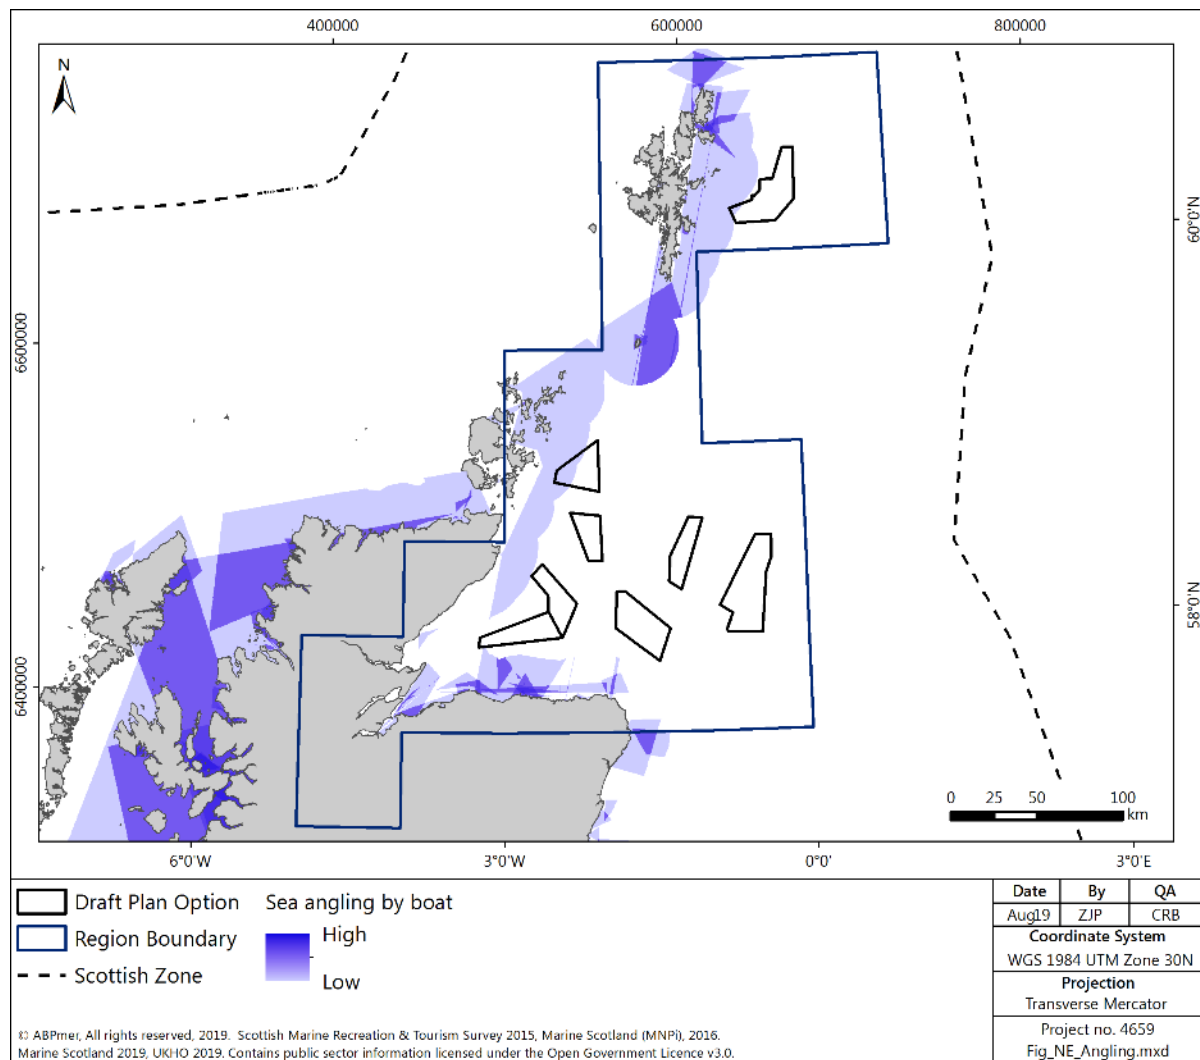 400000 600000 800000
N
60°0'N
6600000
58°0'N
6400000
0 25 50 100
km
6°0'W 3°0'W 0°0' 3°0'E
Draft Plan Option
Region Boundary
Scottish Zone
Sea angling by boat
High
Low
Date By QA
Aug19 ZJP CRB
Coordinate System
WGS 1984 UTM Zone 30N
Projection
Transverse Mercator
Project no. 4659
Fig_NE_Angling.mxd
© ABPmer, All rights reserved, 2019. Scottish Marine Recreation & Tourism Survey 2015, Marine Scotland (MNPi), 2016.
Marine Scotland 2019, UKHO 2019. Contains public sector information licensed under the Open Government Licence v3.0.